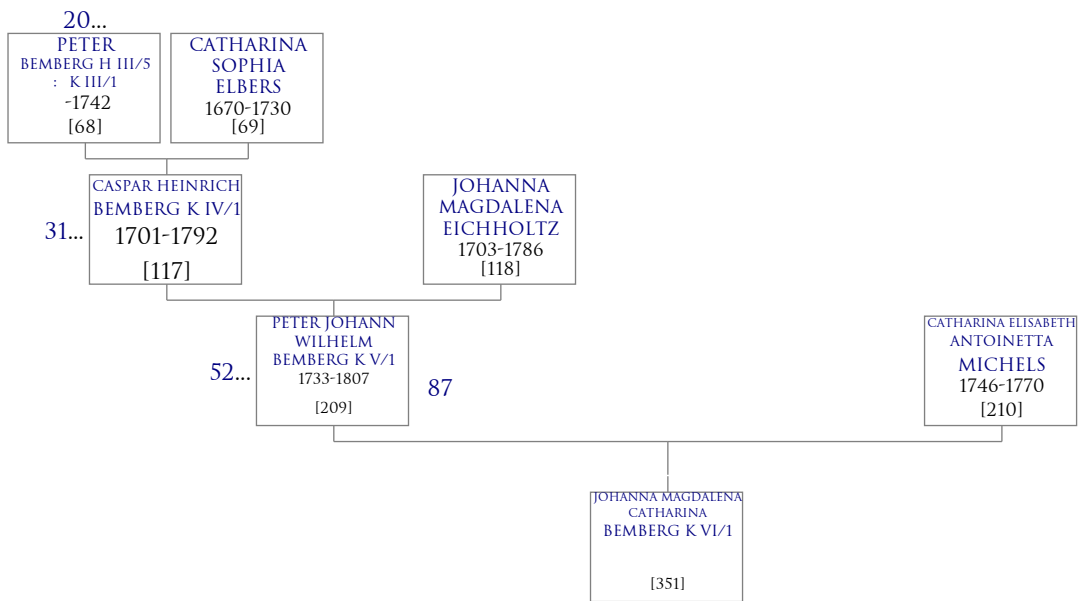 20...
PETER
BEMBERG H III/5
: K III/1
-1742
[68]
CATHARINA
SOPHIA
ELBERS
1670-1730
[69]
31...
CASPAR HEINRICH
BEMBERG K IV/1
1701-1792
[117]
JOHANNA
MAGDALENA
EICHHOLTZ
1703-1786
[118]
52...
PETER JOHANN
WILHELM
BEMBERG K V/1
1733-1807
[209]
87
CATHARINA ELISABETH
ANTOINETTA
MICHELS
1746-1770
[210]
JOHANNA MAGDALENA
CATHARINA
BEMBERG K VI/1
[351]